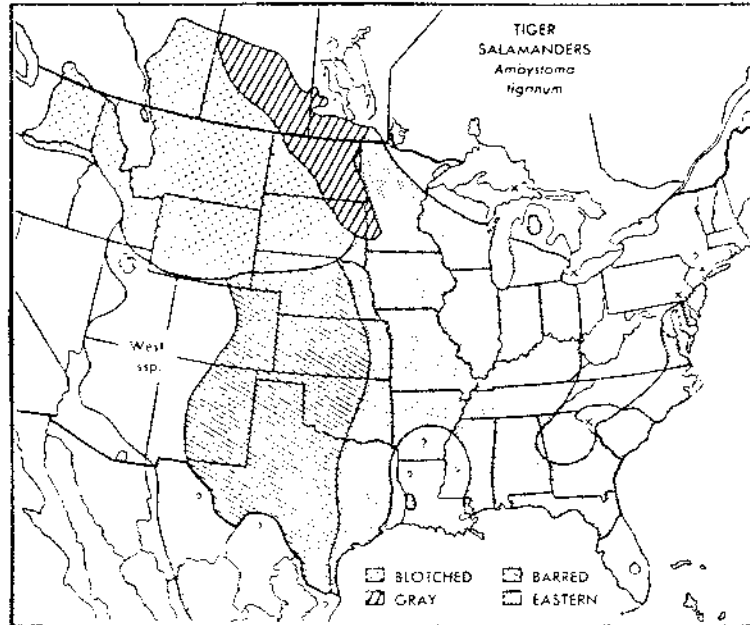 TIGER
SALAMANDERS
Ambystoma
tigrinum
West
ssp.
?
?
?
?
BLOTCHED
BARRED
GRAY
EASTERN